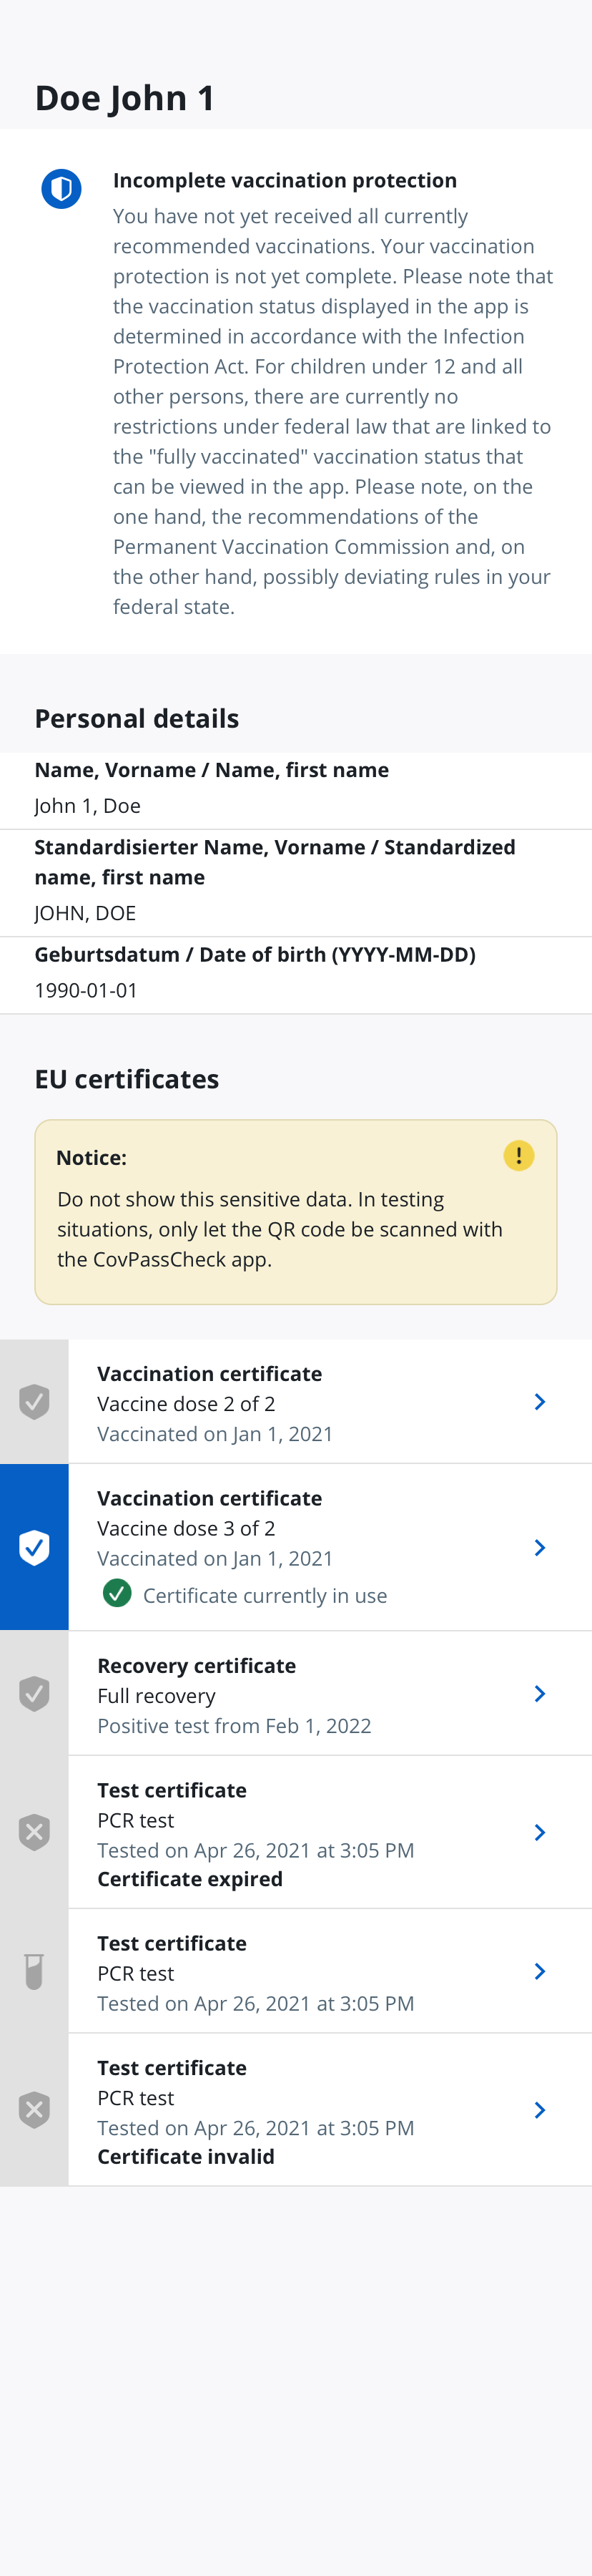 Doe John 1
Incomplete vaccination protection
You have not yet received all currently
recommended vaccinations. Your vaccination
protection is not yet complete. Please note that
the vaccination status displayed in the app is
determined in accordance with the Infection
Protection Act. For children under 12 and all
other persons, there are currently no
restrictions under federal law that are linked to
the "fully vaccinated" vaccination status that
can be viewed in the app. Please note, on the
one hand, the recommendations of the
Permanent Vaccination Commission and, on
the other hand, possibly deviating rules in your
federal state.
Personal details
Name, Vorname / Name, first name
John 1, Doe
Standardisierter Name, Vorname / Standardized
name, first name
JOHN, DOE
Geburtsdatum / Date of birth (YYYY-MM-DD)
1990-01-01
EU certificates
Notice:
Do not show this sensitive data. In testing
situations, only let the QR code be scanned with
the CovPassCheck app.
Vaccination certificate
Vaccine dose 2 of 2
Vaccinated on Jan 1, 2021
Vaccination certificate
Vaccine dose 3 of 2
Vaccinated on Jan 1, 2021
Certificate currently in use
Recovery certificate
Full recovery
Positive test from Feb 1, 2022
Test certificate
PCR test
Tested on Apr 26, 2021 at 3:05 PM
Certificate expired
Test certificate
PCR test
Tested on Apr 26, 2021 at 3:05 PM
Test certificate
PCR test
Tested on Apr 26, 2021 at 3:05 PM
Certificate invalid